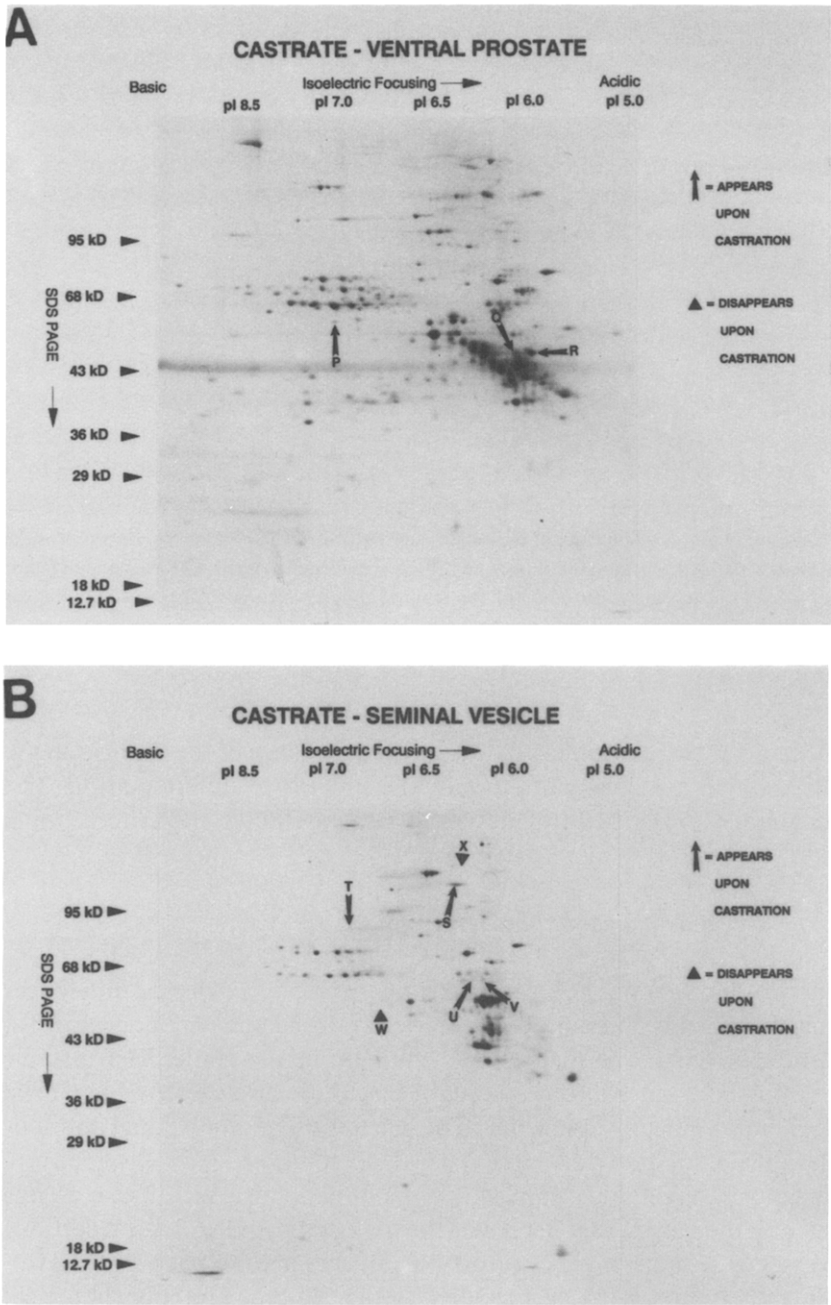 A
CASTRATE - VENTRAL PROSTATE
Basic
Isoelectric Focusing
Acidic
pI 8.5
pI 7.0
pI 6.5
pI 6.0
pI 5.0
= APPEARS
UPON
CASTRATION
95 kD
68 kD
SDS PAGE
= DISAPPEARS
UPON
CASTRATION
Q
R
P
43 kD
36 kD
29 kD
18 kD
12.7 kD
B
CASTRATE - SEMINAL VESICLE
Basic
Isoelectric Focusing
Acidic
pI 8.5
pI 7.0
pI 6.5
pI 6.0
pI 5.0
X
= APPEARS
UPON
CASTRATION
T
S
95 kD
68 kD
SDS PAGE
= DISAPPEARS
UPON
CASTRATION
U
V
W
43 kD
36 kD
29 kD
18 kD
12.7 kD